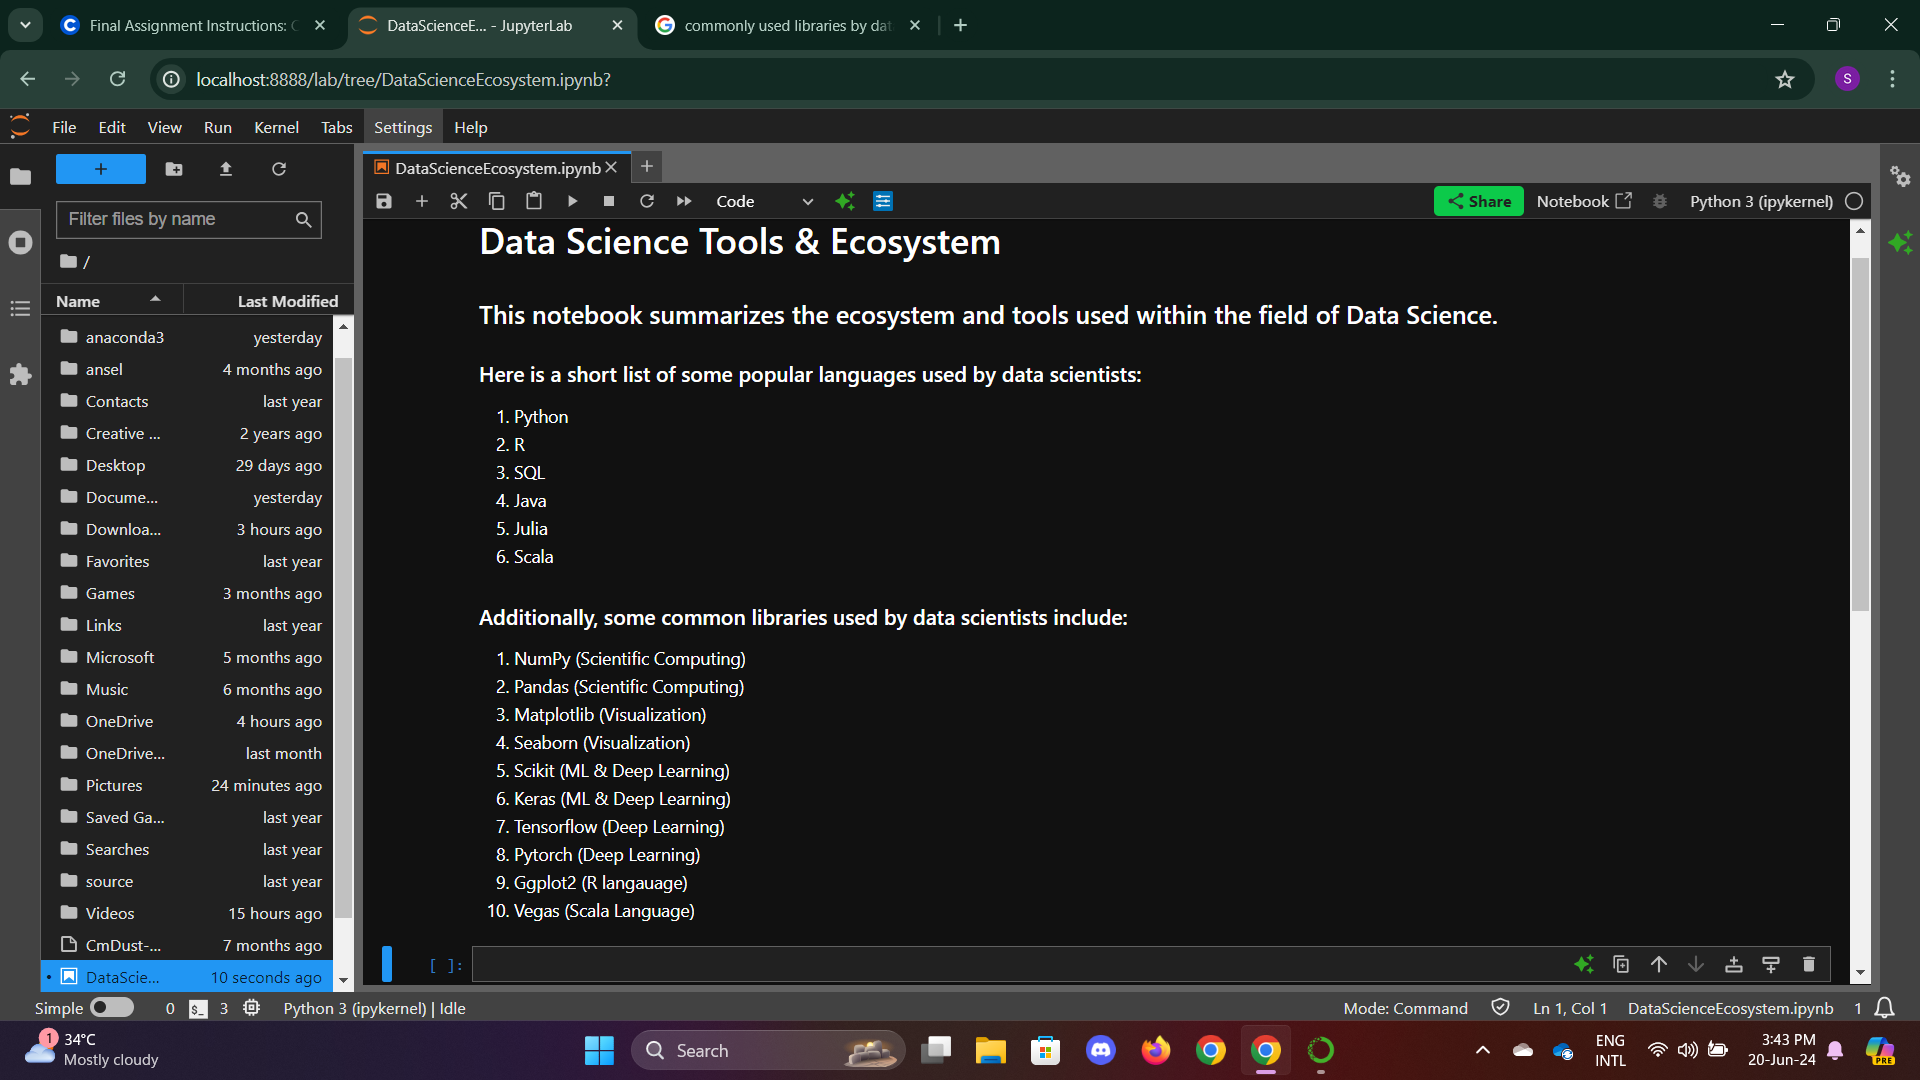 Final Assignment Instructions: C
DataScienceE... - JupyterLab
commonly used libraries by dat
localhost:8888/lab/tree/DataScienceEcosystem.ipynb?
S
File Edit View Run Kernel Tabs Settings Help
DataScienceEcosystem.ipynb
Filter files by name
Code
Share
Notebook
Python 3 (ipykernel)
/
Name Last Modified
anaconda3 yesterday
ansel 4 months ago
Contacts last year
Creative ... 2 years ago
Desktop 29 days ago
Docume... yesterday
Downloa... 3 hours ago
Favorites last year
Games 3 months ago
Links last year
Microsoft 5 months ago
Music 6 months ago
OneDrive 4 hours ago
OneDrive... last month
Pictures 24 minutes ago
Saved Ga... last year
Searches last year
source last year
Videos 15 hours ago
CmDust-... 7 months ago
DataScie... 10 seconds ago
Data Science Tools & Ecosystem
This notebook summarizes the ecosystem and tools used within the field of Data Science.
Here is a short list of some popular languages used by data scientists:
1. Python
2. R
3. SQL
4. Java
5. Julia
6. Scala
Additionally, some common libraries used by data scientists include:
1. NumPy (Scientific Computing)
2. Pandas (Scientific Computing)
3. Matplotlib (Visualization)
4. Seaborn (Visualization)
5. Scikit (ML & Deep Learning)
6. Keras (ML & Deep Learning)
7. Tensorflow (Deep Learning)
8. Pytorch (Deep Learning)
9. Ggplot2 (R langauage)
10. Vegas (Scala Language)
[ ]:
Simple 0 $_ 3 Python 3 (ipykernel) | Idle
Mode: Command Ln 1, Col 1 DataScienceEcosystem.ipynb 1
1
34°C
Mostly cloudy
Search
ENG
INTL
3:43 PM
20-Jun-24
PRE